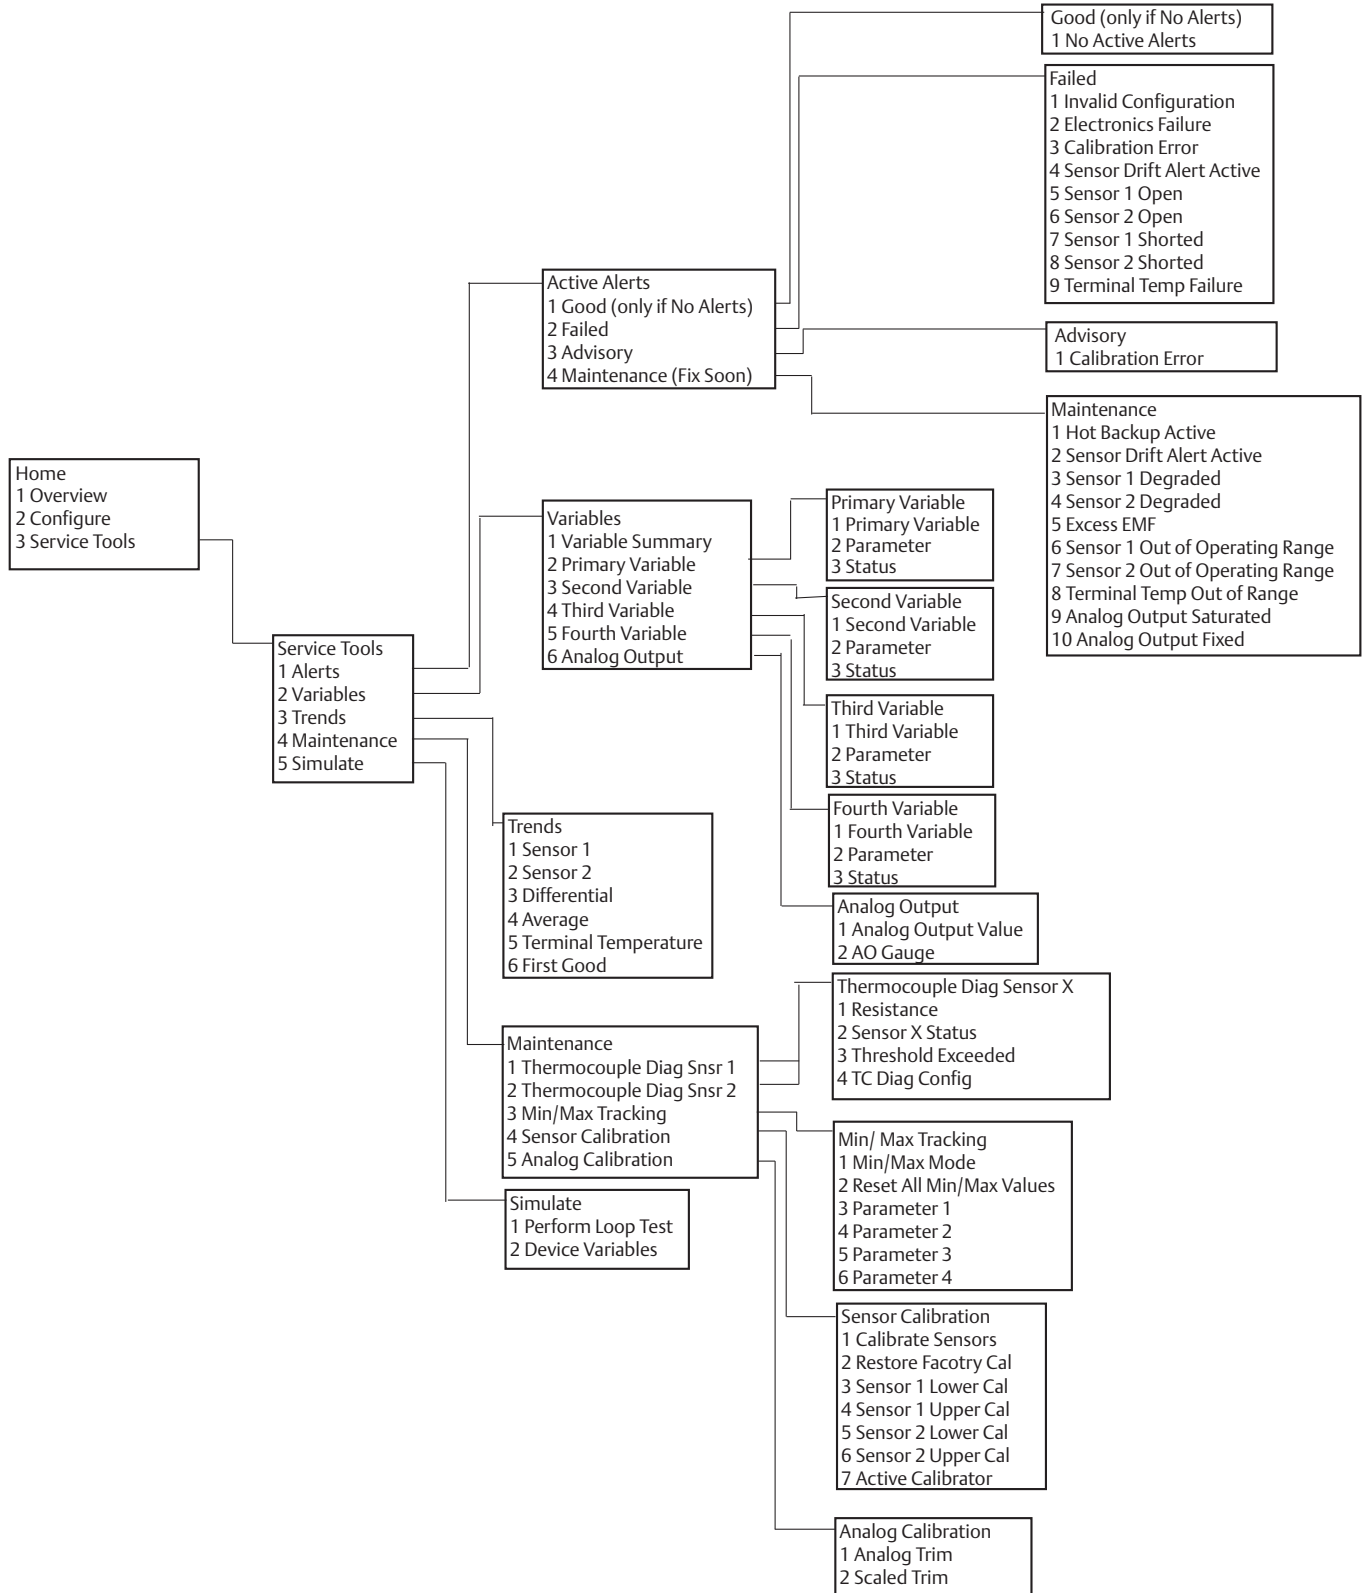 Home
1 Overview
2 Configure
3 Service Tools
Service Tools
1 Alerts
2 Variables
3 Trends
4 Maintenance
5 Simulate
Active Alerts
1 Good (only if No Alerts)
2 Failed
3 Advisory
4 Maintenance (Fix Soon)
Variables
1 Variable Summary
2 Primary Variable
3 Second Variable
4 Third Variable
5 Fourth Variable
6 Analog Output
Trends
1 Sensor 1
2 Sensor 2
3 Differential
4 Average
5 Terminal Temperature
6 First Good
Maintenance
1 Thermocouple Diag Snsr 1
2 Thermocouple Diag Snsr 2
3 Min/Max Tracking
4 Sensor Calibration
5 Analog Calibration
Simulate
1 Perform Loop Test
2 Device Variables
Good (only if No Alerts)
1 No Active Alerts
Failed
1 Invalid Configuration
2 Electronics Failure
3 Calibration Error
4 Sensor Drift Alert Active
5 Sensor 1 Open
6 Sensor 2 Open
7 Sensor 1 Shorted
8 Sensor 2 Shorted
9 Terminal Temp Failure
Advisory
1 Calibration Error
Maintenance
1 Hot Backup Active
2 Sensor Drift Alert Active
3 Sensor 1 Degraded
4 Sensor 2 Degraded
5 Excess EMF
6 Sensor 1 Out of Operating Range
7 Sensor 2 Out of Operating Range
8 Terminal Temp Out of Range
9 Analog Output Saturated
10 Analog Output Fixed
Primary Variable
1 Primary Variable
2 Parameter
3 Status
Second Variable
1 Second Variable
2 Parameter
3 Status
Third Variable
1 Third Variable
2 Parameter
3 Status
Fourth Variable
1 Fourth Variable
2 Parameter
3 Status
Analog Output
1 Analog Output Value
2 AO Gauge
Thermocouple Diag Sensor X
1 Resistance
2 Sensor X Status
3 Threshold Exceeded
4 TC Diag Config
Min/ Max Tracking
1 Min/Max Mode
2 Reset All Min/Max Values
3 Parameter 1
4 Parameter 2
5 Parameter 3
6 Parameter 4
Sensor Calibration
1 Calibrate Sensors
2 Restore Facotry Cal
3 Sensor 1 Lower Cal
4 Sensor 1 Upper Cal
5 Sensor 2 Lower Cal
6 Sensor 2 Upper Cal
7 Active Calibrator
Analog Calibration
1 Analog Trim
2 Scaled Trim